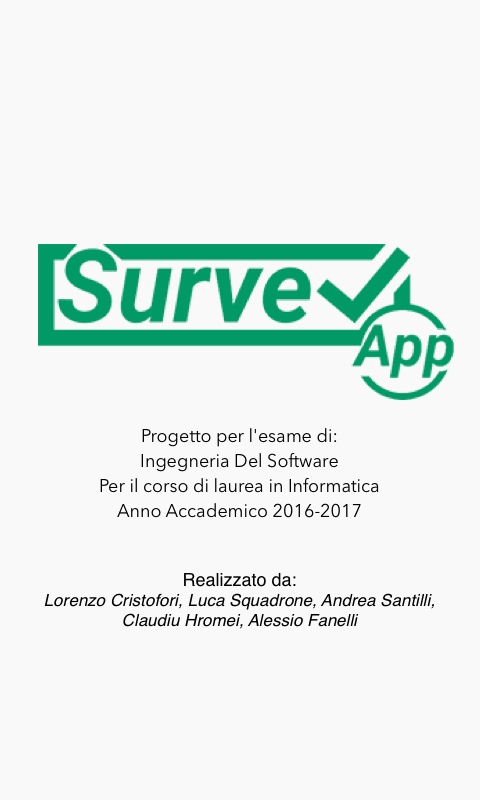 Surve
App
Progetto per l'esame di:
Ingegneria Del Software
Per il corso di laurea in Informatica
Anno Accademico 2016-2017
Realizzato da:
Lorenzo Cristofori, Luca Squadrone, Andrea Santilli,
Claudiu Hromei, Alessio Fanelli